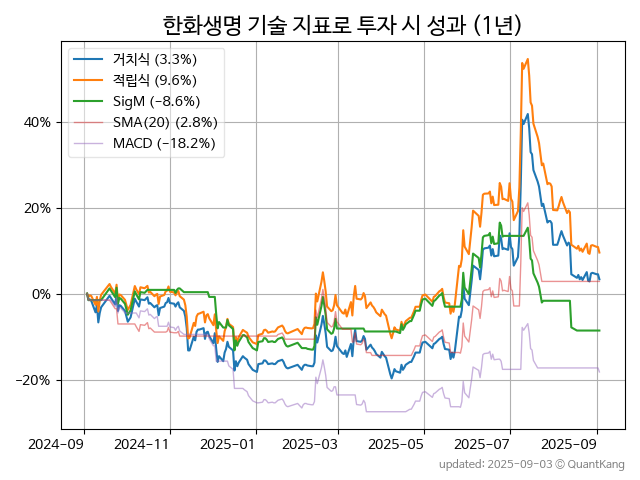 한화생명 기술 지표로 투자 시 성과 (1년)
거치식 (3.3%)
적립식 (9.6%)
SigM (−8.6%)
SMA(20) (2.8%)
MACD (−18.2%)
40%
20%
0%
−20%
2024−09 2024−11 2025−01 2025−03 2025−05 2025−07 2025−09
updated: 2025-09-03 ⓒ QuantKang